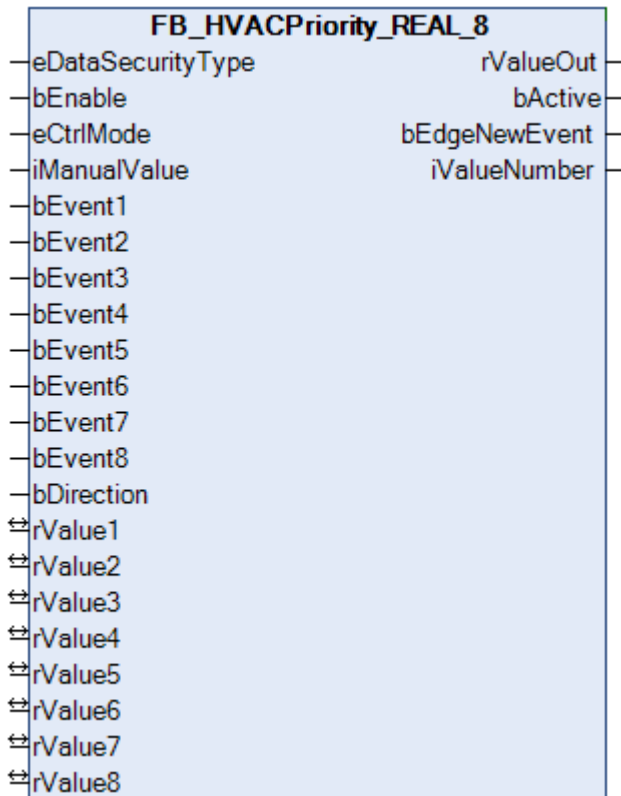 FB_HVACPriority_REAL_8
eDataSecurityType rValueOut
bEnable bActive
eCtrlMode bEdgeNewEvent
iManualValue iValueNumber
bEvent1
bEvent2
bEvent3
bEvent4
bEvent5
bEvent6
bEvent7
bEvent8
bDirection
rValue1
rValue2
rValue3
rValue4
rValue5
rValue6
rValue7
rValue8